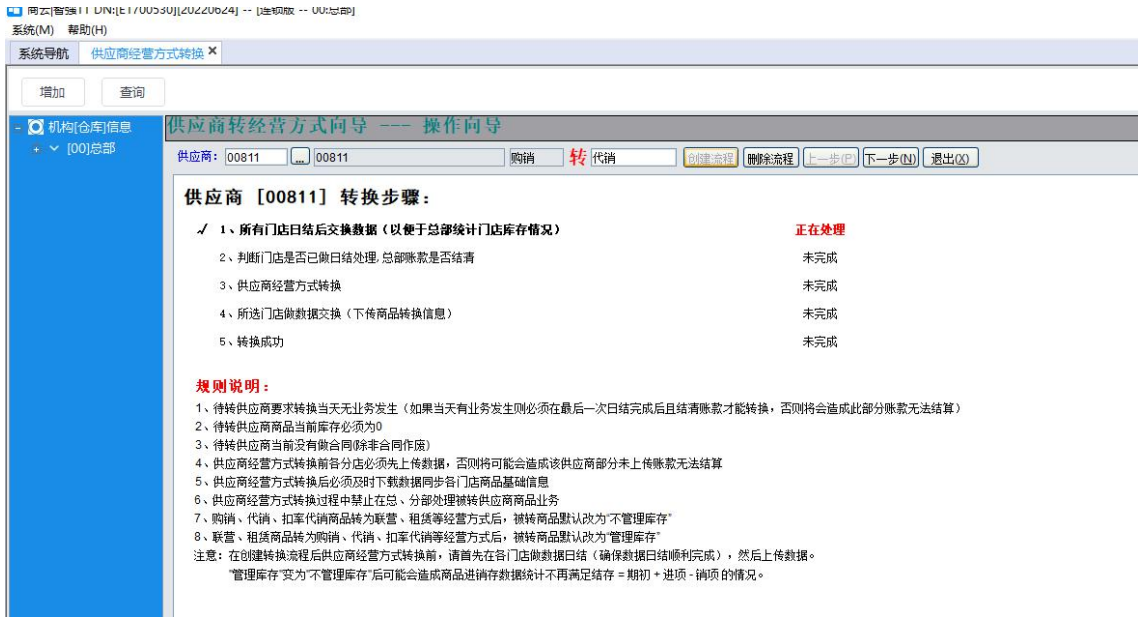 商云|智强11 DN:[E1700530][20220624] -- [连锁版 -- 00:总部]
系统(M) 帮助(H)
系统导航 供应商经营方式转换 ×
增加 查询
机构[仓库]信息
[00]总部
供应商转经营方式向导 --- 操作向导
供应商: 00811 ... 00811 购销 转 代销 创建流程 删除流程 上一步(P) 下一步(N) 退出(X)
供应商 [00811] 转换步骤:
✓ 1、所有门店日结后交换数据(以便于总部统计门店库存情况) 正在处理
2、判断门店是否已做日结处理,总部账款是否结清 未完成
3、供应商经营方式转换 未完成
4、所选门店做数据交换(下传商品转换信息) 未完成
5、转换成功 未完成
规则说明:
1、待转供应商要求转换当天无业务发生(如果当天有业务发生则必须在最后一次日结完成后且结清账款才能转换,否则将会造成此部分账款无法结算)
2、待转供应商商品当前库存必须为0
3、待转供应商当前没有做合同(除非合同作废)
4、供应商经营方式转换前各分店必须先上传数据,否则将可能会造成该供应商部分未上传账款无法结算
5、供应商经营方式转换后必须及时下载数据同步各门店商品基础信息
6、供应商经营方式转换过程中禁止在总、分部处理被转供应商商品业务
7、购销、代销、扣率代销商品转为联营、租赁等经营方式后,被转商品默认改为"不管理库存"
8、联营、租赁商品转为购销、代销、扣率代销等经营方式后,被转商品默认改为"管理库存"
注意:在创建转换流程后供应商经营方式转换前,请首先在各门店做数据日结(确保数据日结顺利完成),然后上传数据。
"管理库存"变为"不管理库存"后可能会造成商品进销存数据统计不再满足结存 = 期初 + 进项 - 销项 的情况。